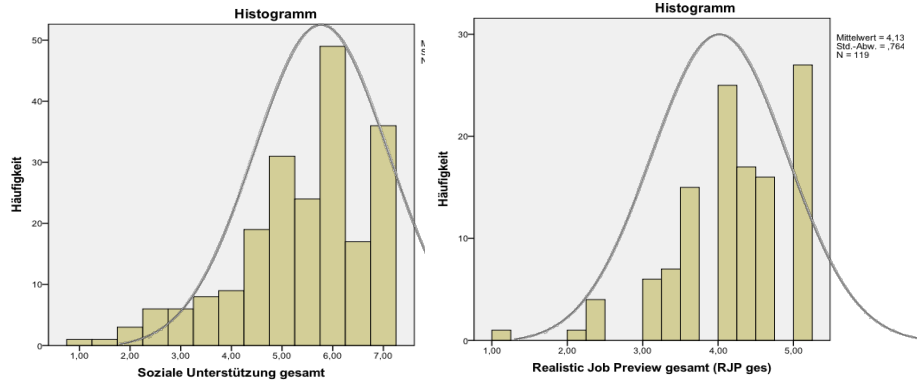 Histogramm
50
40
30
20
10
0
Häufigkeit
1,00 2,00 3,00 4,00 5,00 6,00 7,00
Soziale Unterstützung gesamt
Histogramm
Mittelwert = 4,13
Std.-Abw. = ,764
N = 119
30
20
10
0
Häufigkeit
1,00 2,00 3,00 4,00 5,00
Realistic Job Preview gesamt (RJP ges)